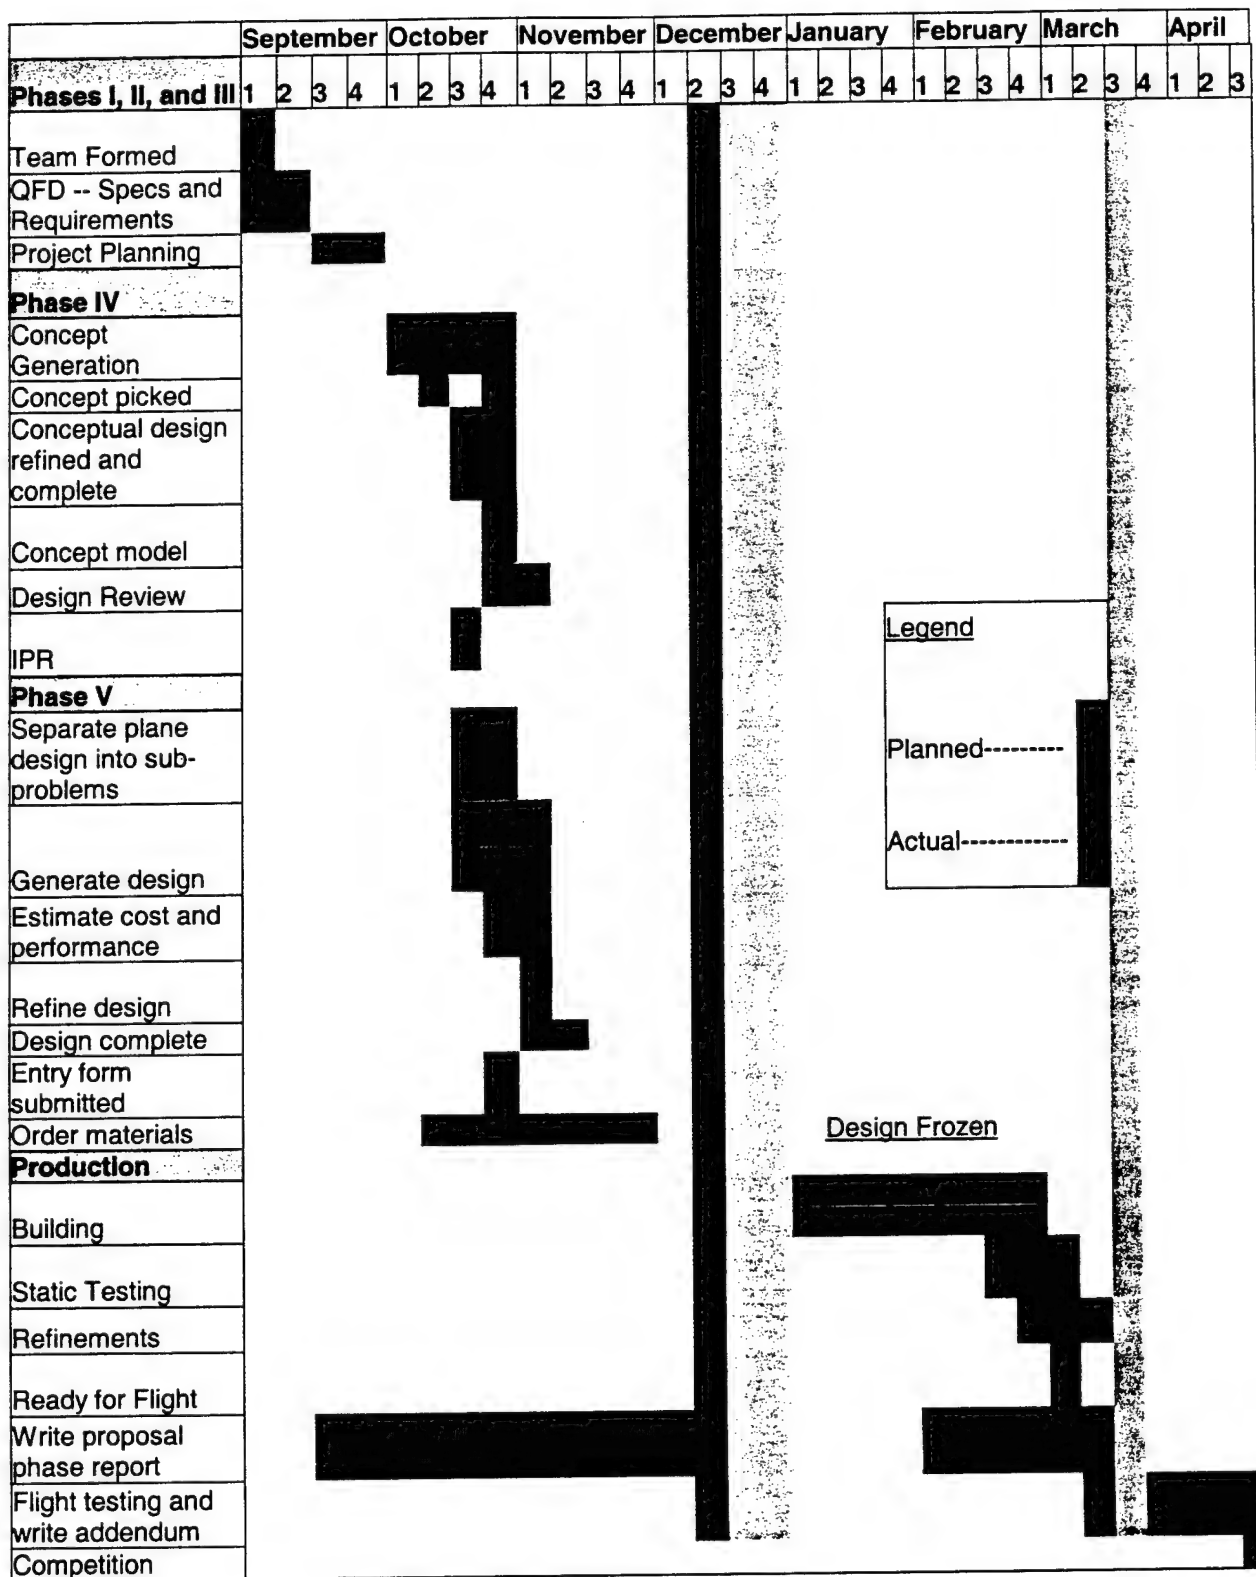 September October November December January February March April
Phases I, II, and III 1 2 3 4 1 2 3 4 1 2 3 4 1 2 3 4 1 2 3 4 1 2 3 4 1 2 3 4 1 2 3
Team Formed
QFD -- Specs and
Requirements
Project Planning
Phase IV
Concept
Generation
Concept picked
Conceptual design
refined and
complete
Concept model
Design Review
IPR
Legend
Phase V
Separate plane
design into sub-
problems
Planned---------
Actual------------
Generate design
Estimate cost and
performance
Refine design
Design complete
Entry form
submitted
Order materials
Design Frozen
Production
Building
Static Testing
Refinements
Ready for Flight
Write proposal
phase report
Flight testing and
write addendum
Competition